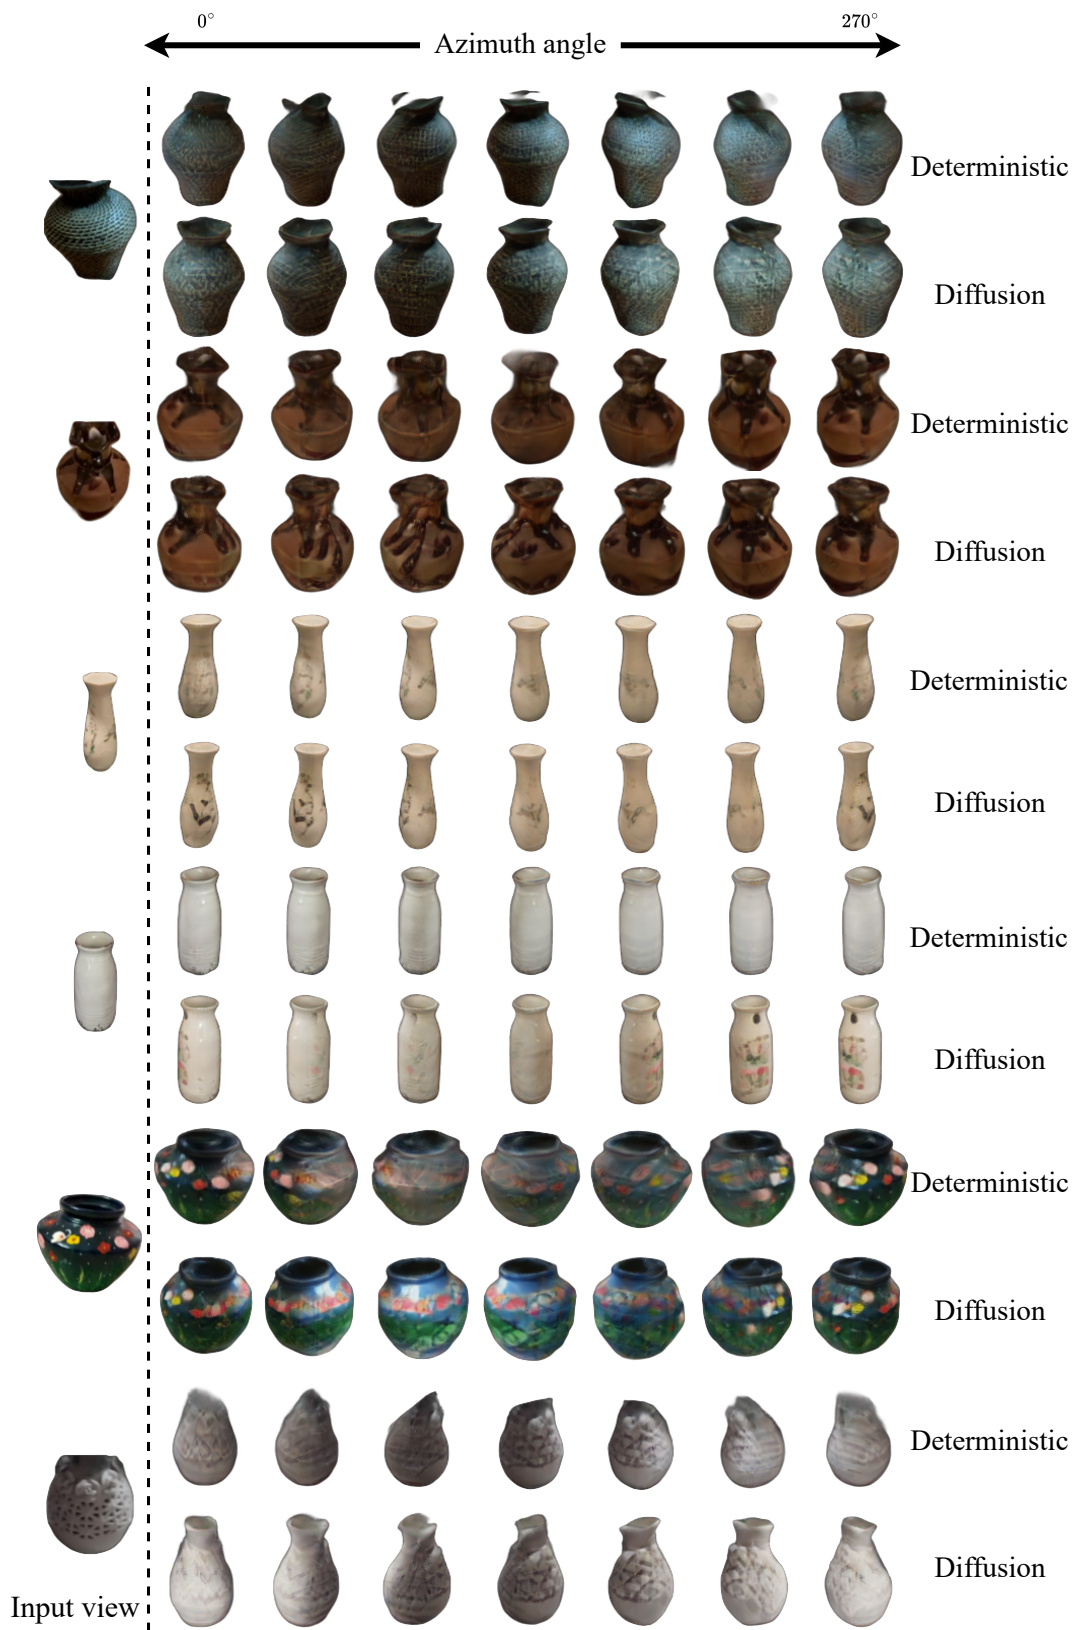 0° 270°
Azimuth angle
Deterministic
Diffusion
Deterministic
Diffusion
Deterministic
Diffusion
Deterministic
Diffusion
Deterministic
Diffusion
Deterministic
Diffusion
Input view